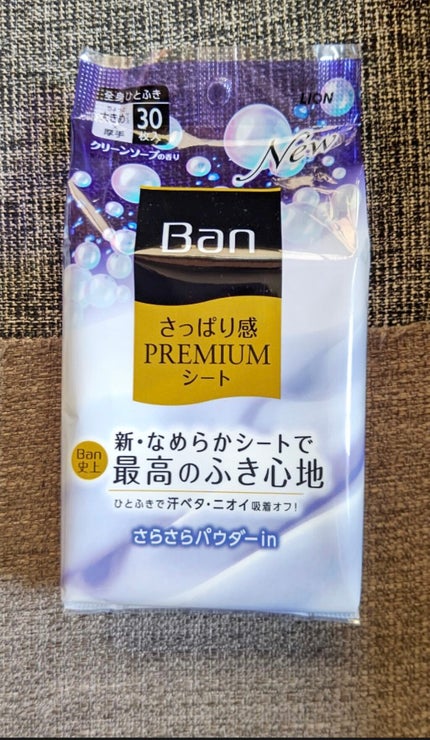 LION
全身ひとふき
大きめ
厚手
30
枚入
クリーンソープの香り
New
Ban
さっぱり感
PREMIUM
シート
Ban
史上
新・なめらかシートで
最高のふき心地
ひとふきで汗ベタ・ニオイ吸着オフ!
さらさらパウダーin